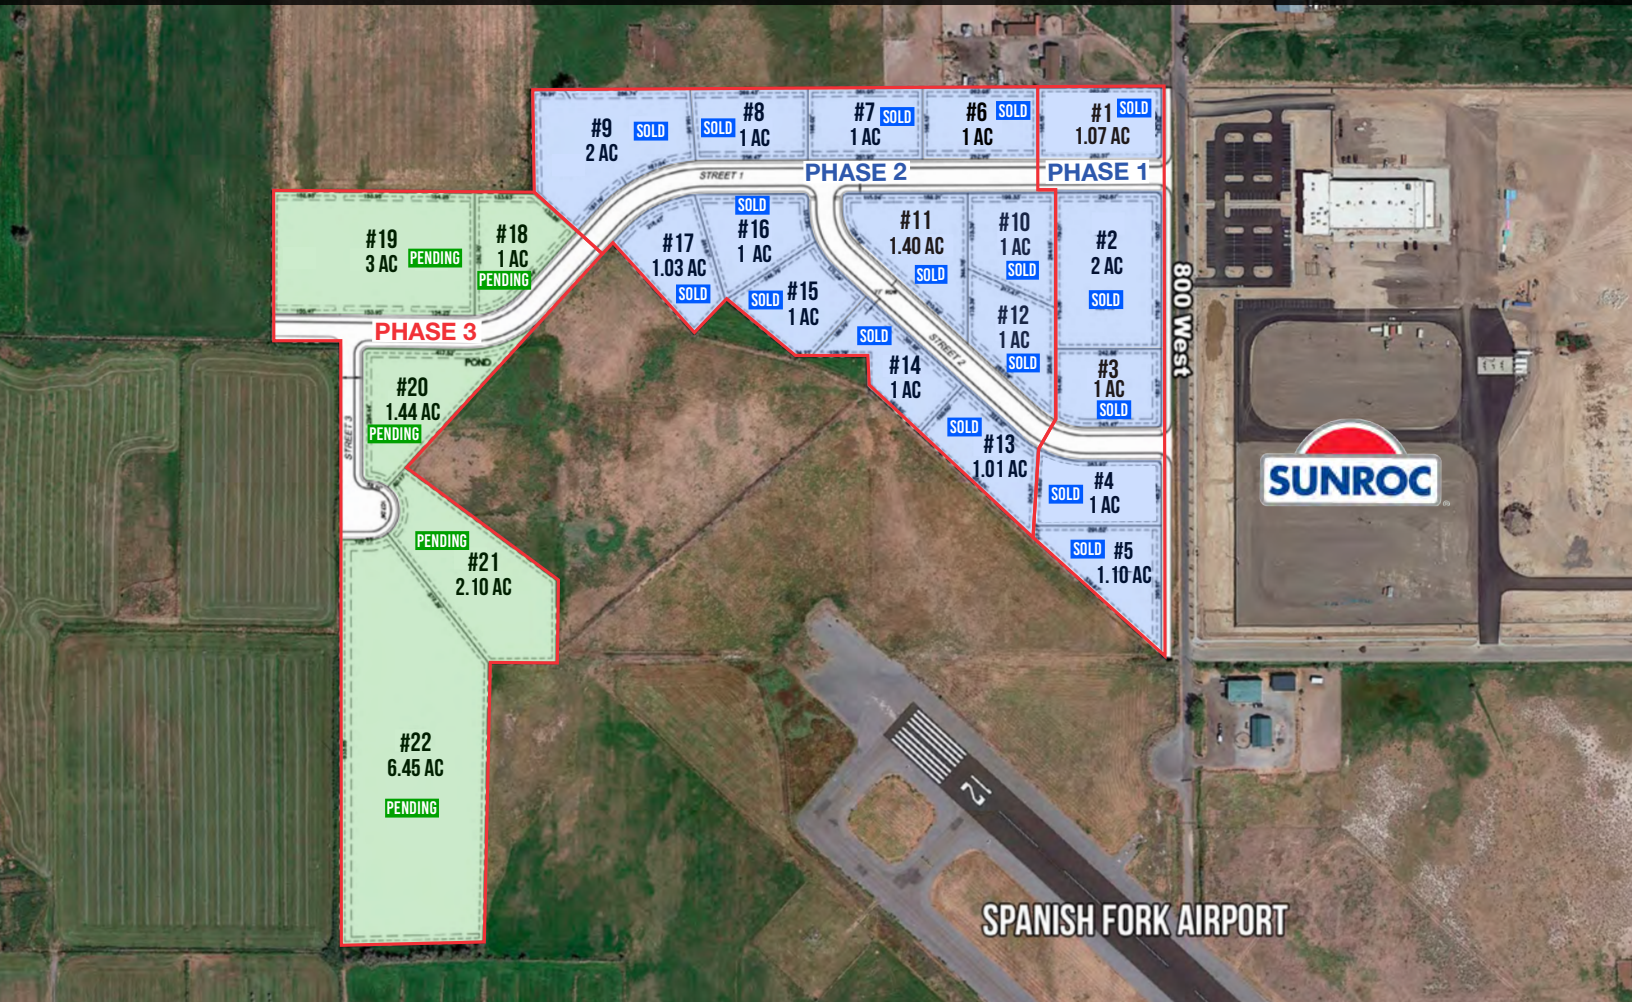 #9
2 AC
SOLD
#8
SOLD
1 AC
#7
SOLD
1 AC
#6
SOLD
1 AC
#1
SOLD
1.07 AC
STREET 1
PHASE 2
PHASE 1
#19
3 AC
PENDING
#18
1 AC
PENDING
#17
1.03 AC
SOLD
SOLD
#16
1 AC
#11
1.40 AC
SOLD
#10
1 AC
SOLD
#2
2 AC
SOLD
800 West
#15
SOLD
1 AC
#12
1 AC
SOLD
PHASE 3
STREET 2
SOLD
#14
1 AC
#3
1 AC
SOLD
POND
#20
1.44 AC
PENDING
STREET 3
SOLD
#13
1.01 AC
#4
SOLD
1 AC
SUNROC
PENDING
#21
2.10 AC
SOLD
#5
1.10 AC
#22
6.45 AC
PENDING
12
SPANISH FORK AIRPORT